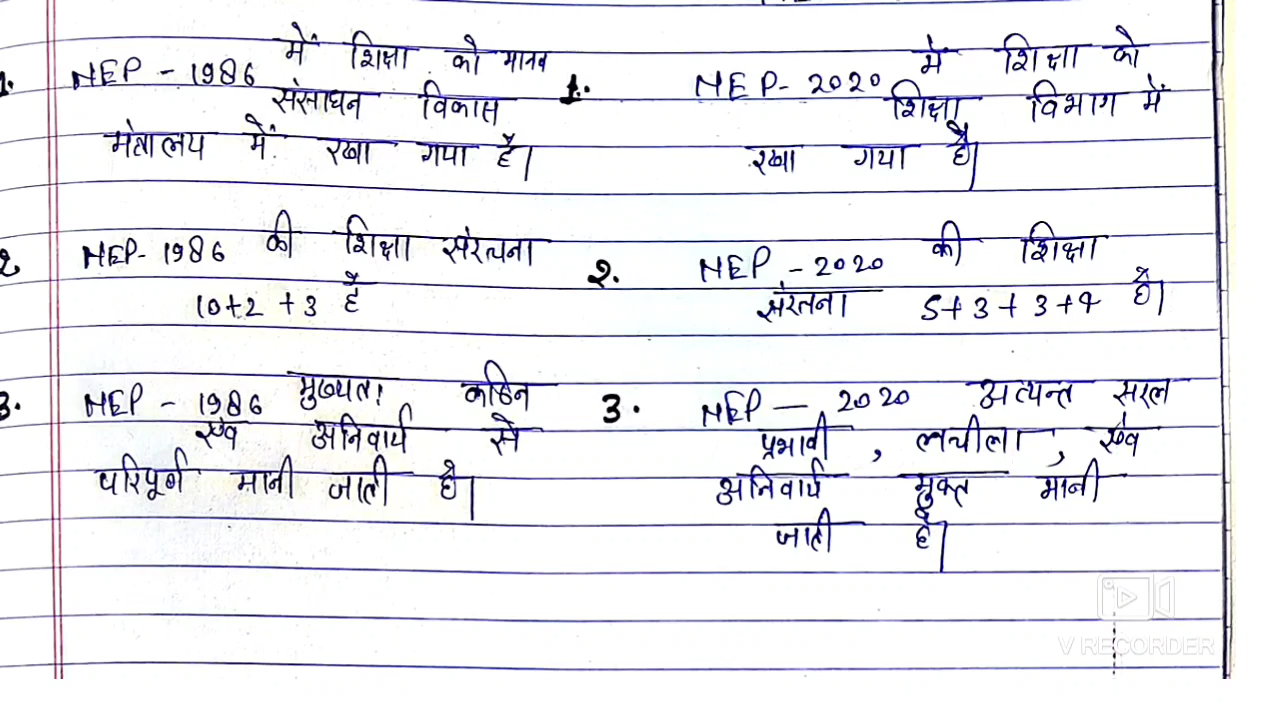 1. NEP - 1986 में शिक्षा को मानव
संसाधन विकास
मंत्रालय में रखा गया है।
1. NEP - 2020 में शिक्षा को
शिक्षा विभाग में
रखा गया है।
2 NEP - 1986 की शिक्षा संरचना
10+2 +3 है
2. NEP - 2020 की शिक्षा
संरतना 5+3+3+4 है।
3. NEP - 1986 मुख्यतः कठिन
एवं अनिवार्य से
परिपूर्ण मानी जाती है।
3. NEP — 2020 अत्यन्त सरल
प्रभावी , लचीला , एवं
अनिवार्य मुक्त मानी
जाती है।
V RECORDER